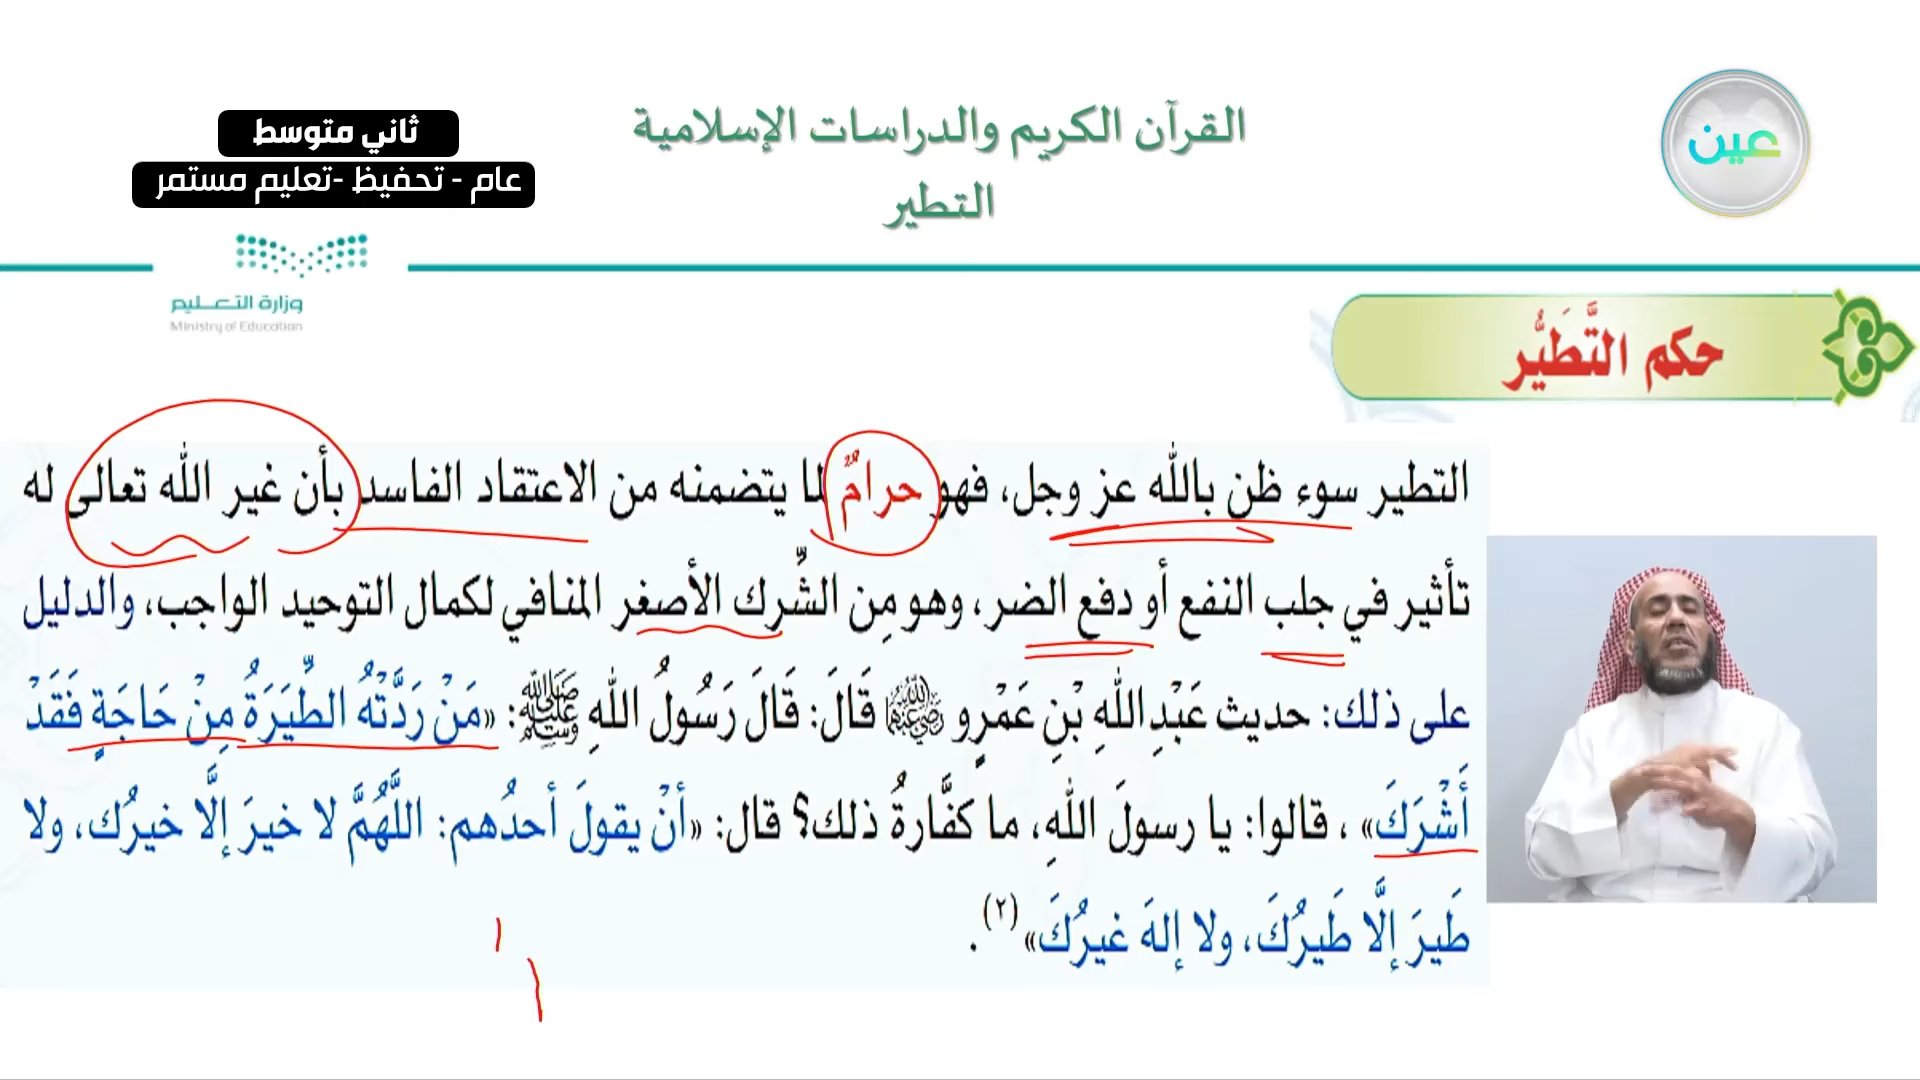 القرآن الكريم والدراسات الإسلامية
التطير
عين
ثاني متوسط
عام - تحفيظ -تعليم مستمر
وزارة التعـــليم
Ministry of Education
حكم التَّطَيُّر
التطير سوء ظن بالله عز وجل، فهو حرامٌ لما يتضمنه من الاعتقاد الفاسد بأن غير الله تعالى له
تأثير في جلب النفع أو دفع الضر، وهو مِن الشِّرك الأصغر المنافي لكمال التوحيد الواجب، والدليل
على ذلك: حديث عَبْدِ اللهِ بْنِ عَمْرٍو رضي الله عنهما قَالَ: قَالَ رَسُولُ اللهِ ﷺ: «مَنْ رَدَّتْهُ الطِّيَرَةُ مِنْ حَاجَةٍ فَقَدْ
أَشْرَكَ» ، قالوا: يا رسولَ اللهِ، ما كفَّارةُ ذلك؟ قال: «أنْ يقولَ أحدُهم: اللَّهُمَّ لا خيرَ إلَّا خيرُك، ولا
طَيرَ إلَّا طَيرُكَ، ولا إلهَ غيرُكَ»(٢).